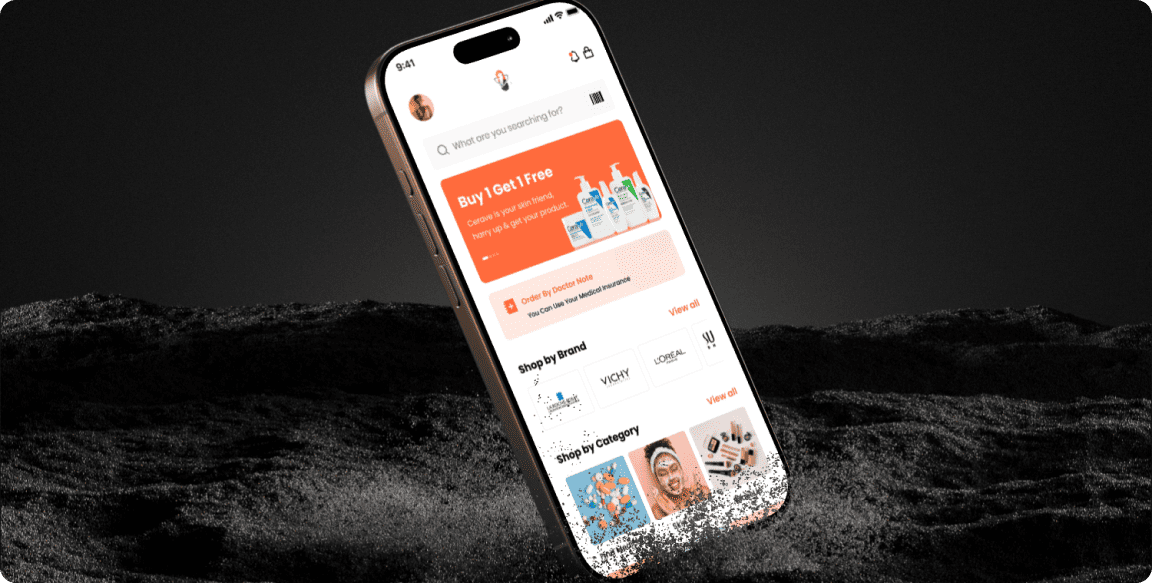 9:41
What are you searching for?
Buy 1 Get 1 Free
Cerave is your skin friend,
harry up & get your product.
CeraVe
CeraVe
CeraVe
Order By Doctor Note
You Can Use Your Medical Insurance
Shop by Brand
View all
LA ROCHE POSAY
VICHY
L'ORÉAL
Shop by Category
View all